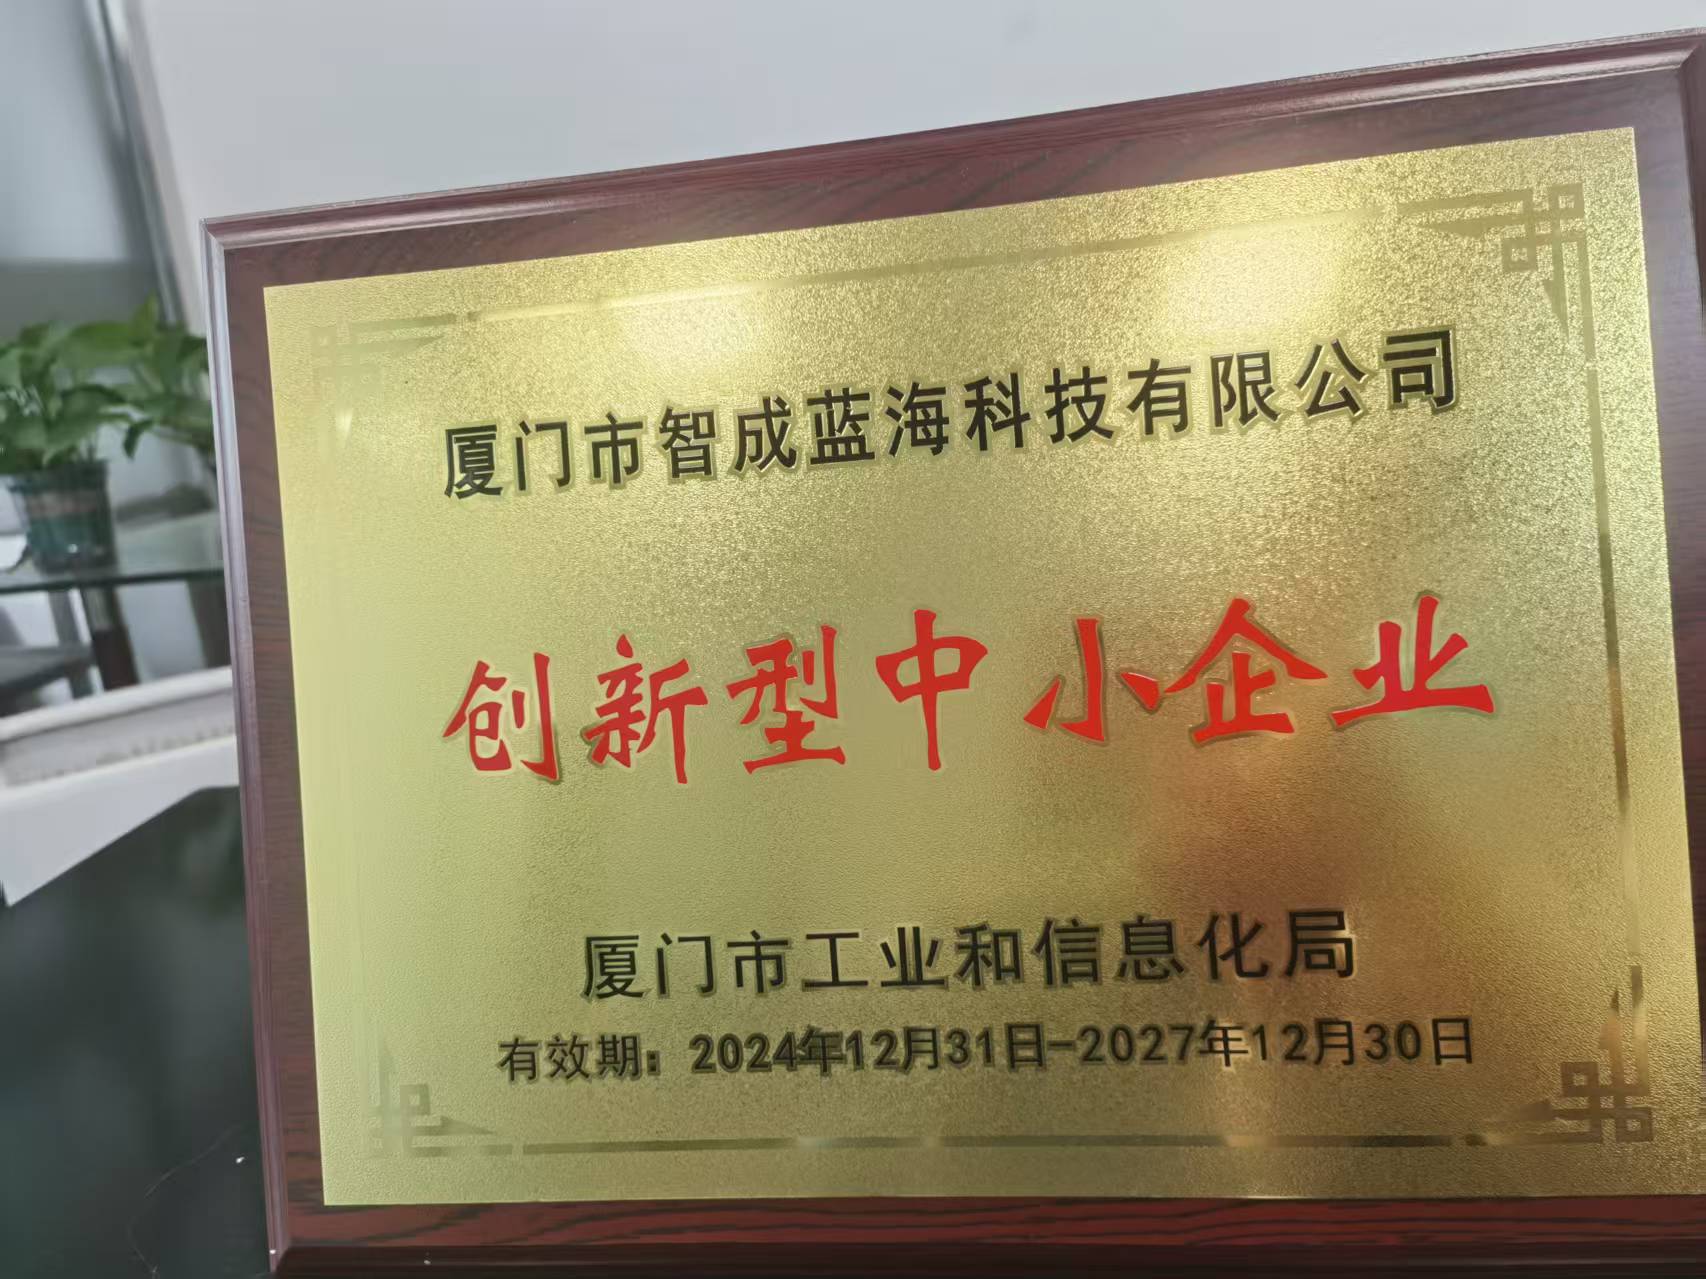 厦门市智成蓝海科技有限公司
创新型中小企业
厦门市工业和信息化局
有效期：2024年12月31日-2027年12月30日